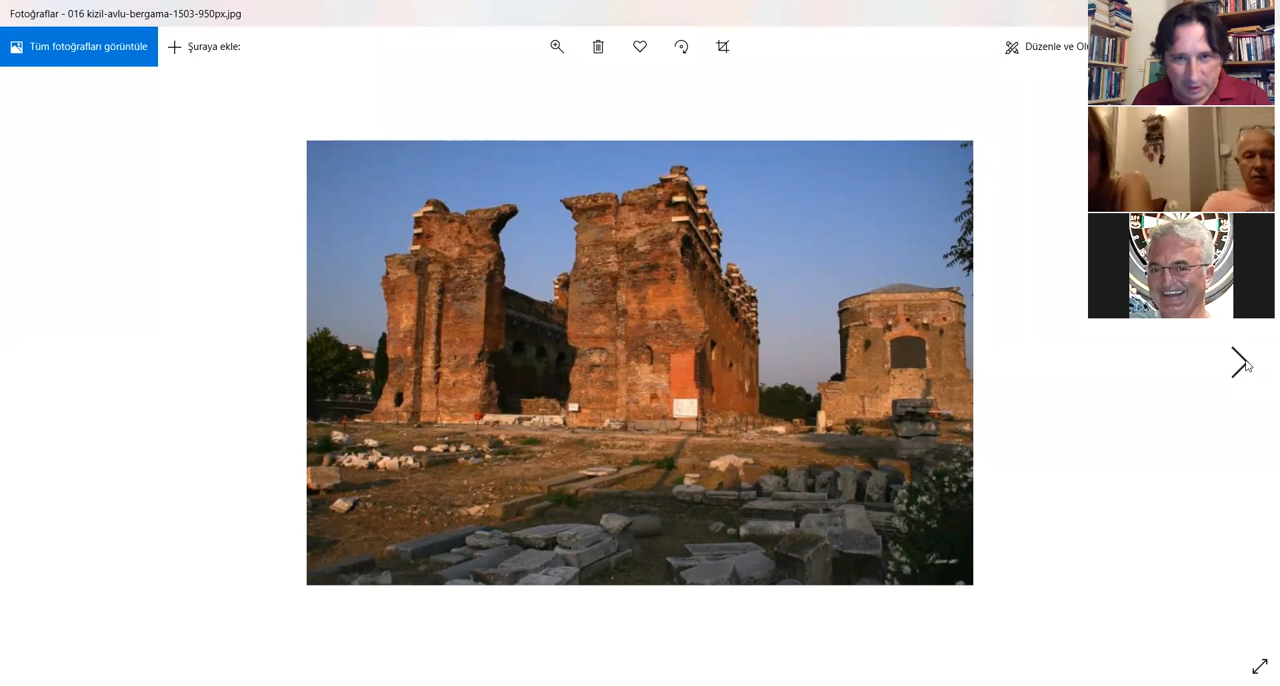 Fotoğraflar - 016 kizil-avlu-bergama-1503-950px.jpg
Tüm fotoğrafları görüntüle
Şuraya ekle:
Düzenle ve Ol